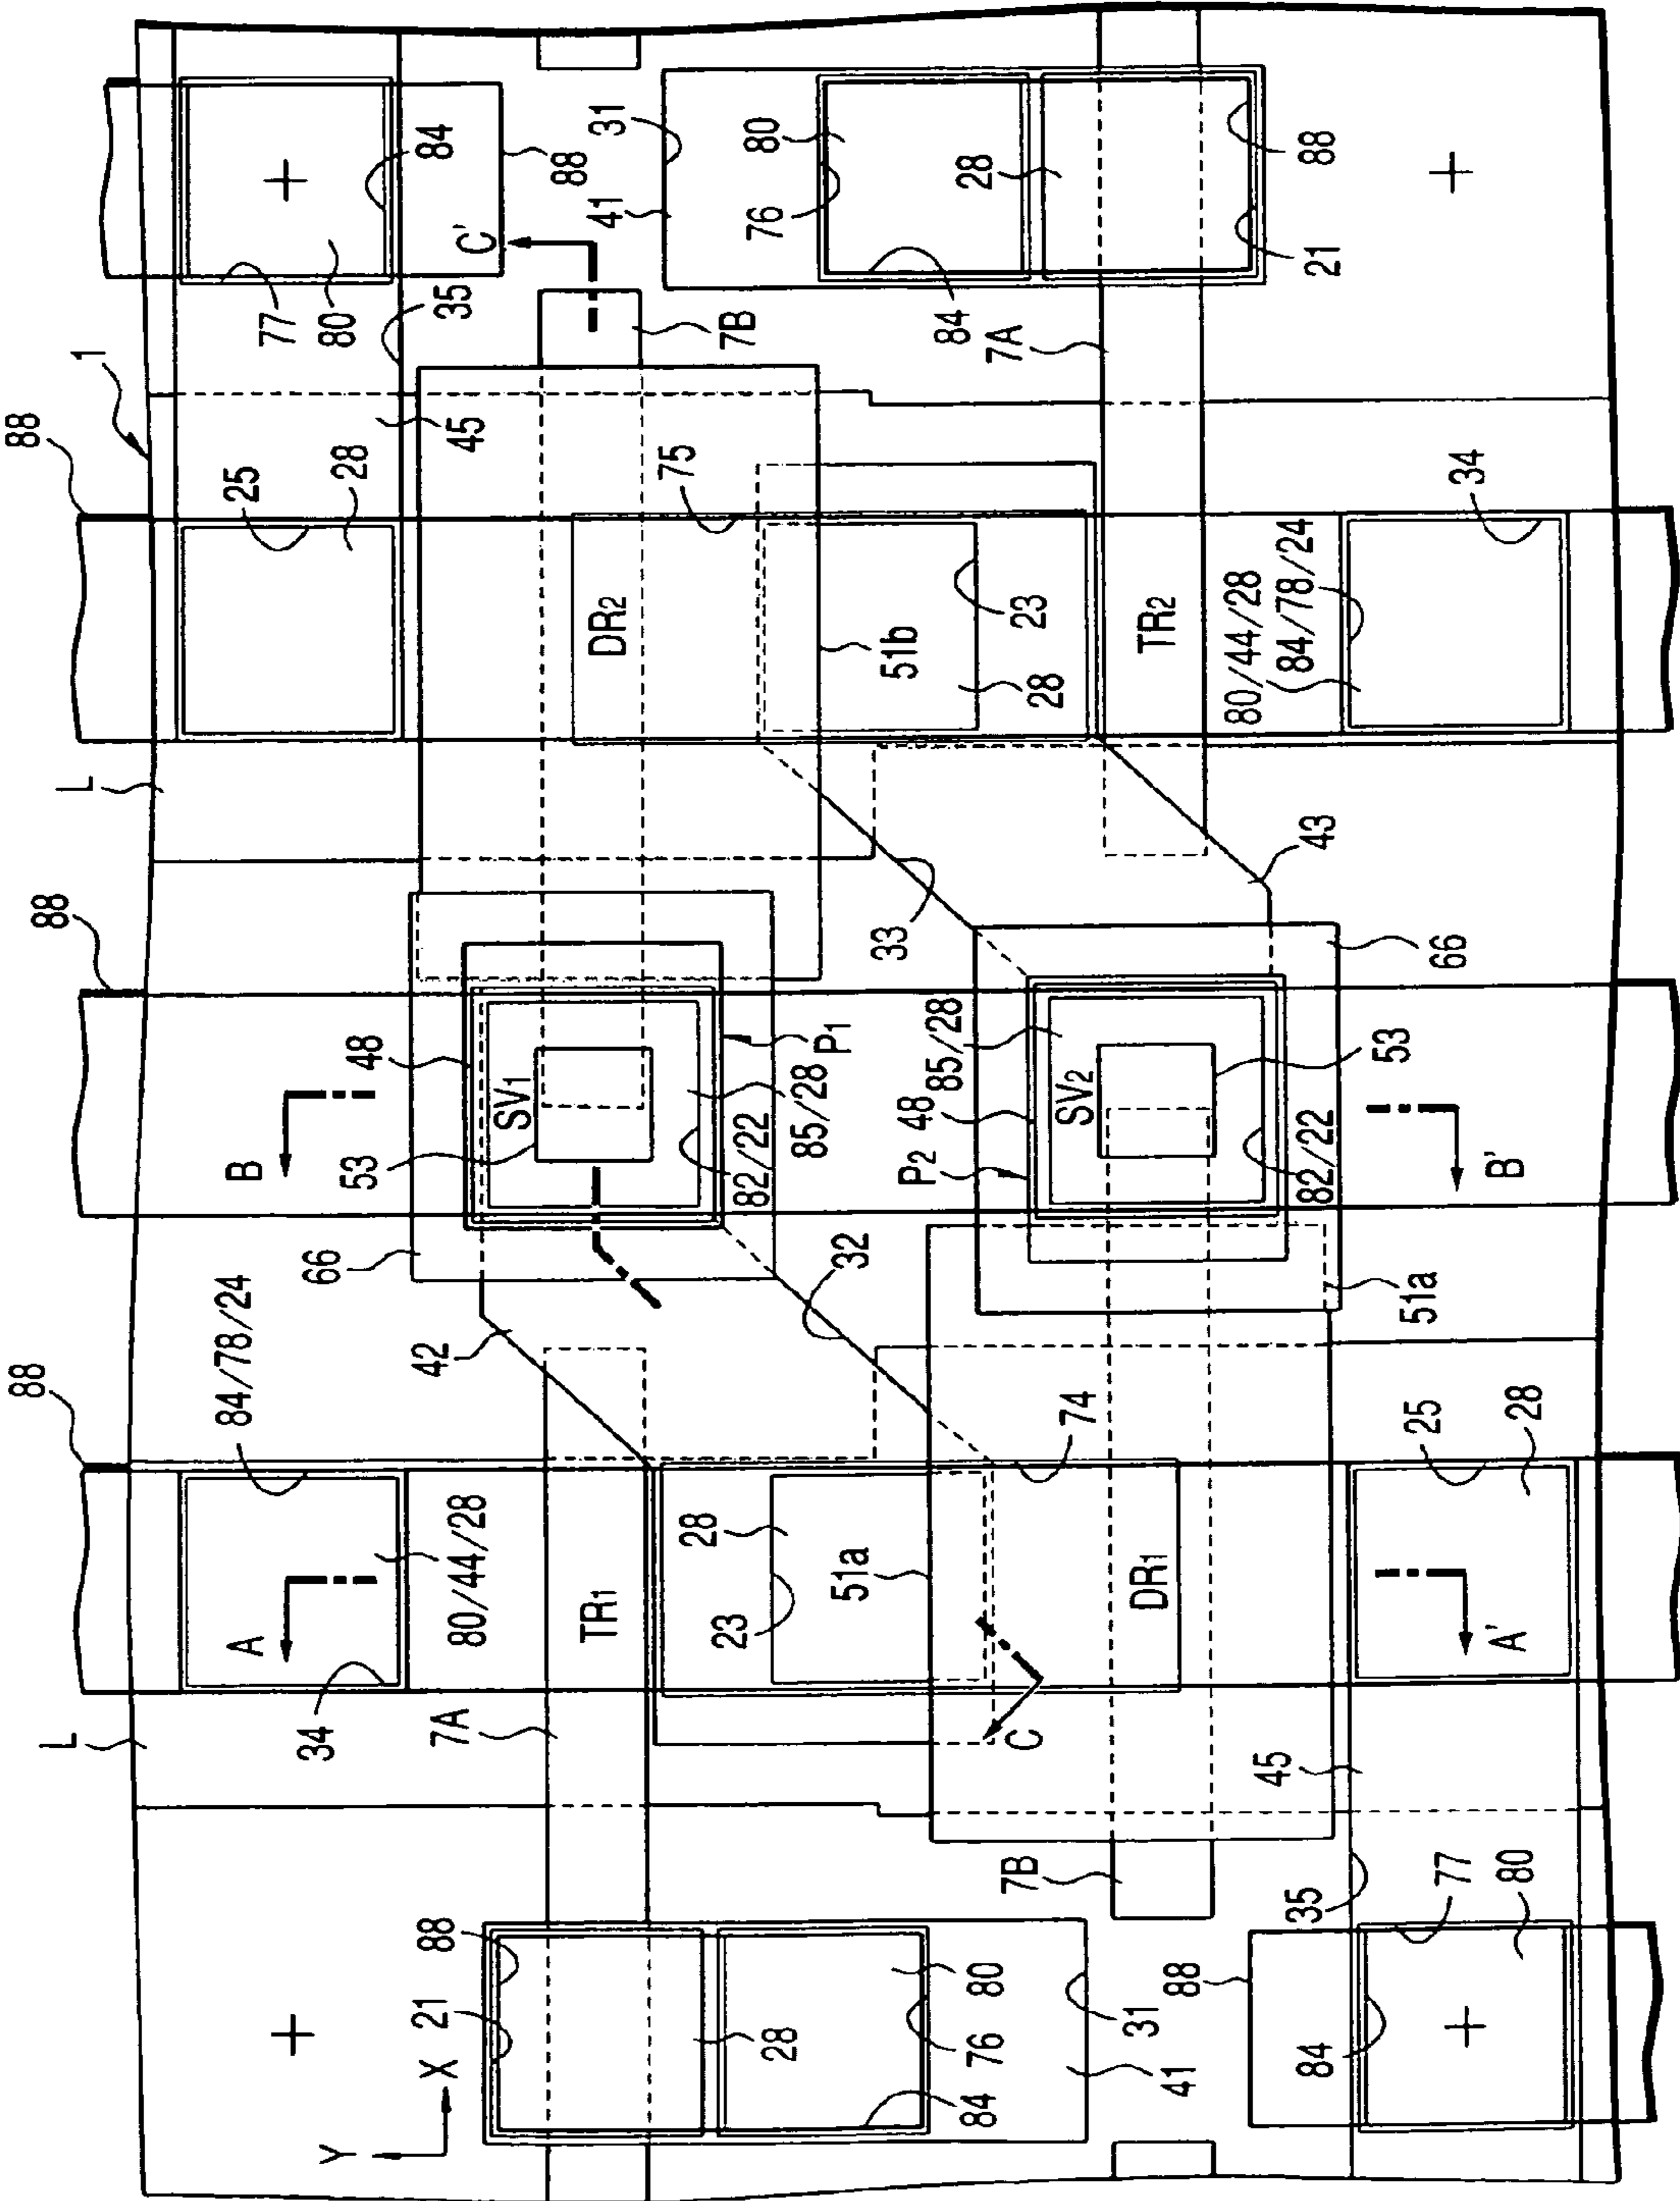 88
88
88
L
L
1
A
84/78/24
B
25
77
34
Y
66
28
80
+
+
35
21
X
88
7A
42
48
45
84
C'
80/44/28
53
SV1
88
TR1
P1
82/22
85/28
DR2
75
7B
28
41
31
23
28
32
33
76
80
51a
51b
84
76
80
P2
48
85/28
28
23
28
84
7A
C
7B
SV2
41
31
74
DR1
TR2
88
45
82/22
53
43
66
80/44/28
84/78/24
21
88
84
35
51a
25
77
34
A'
B'
28
80
+
+